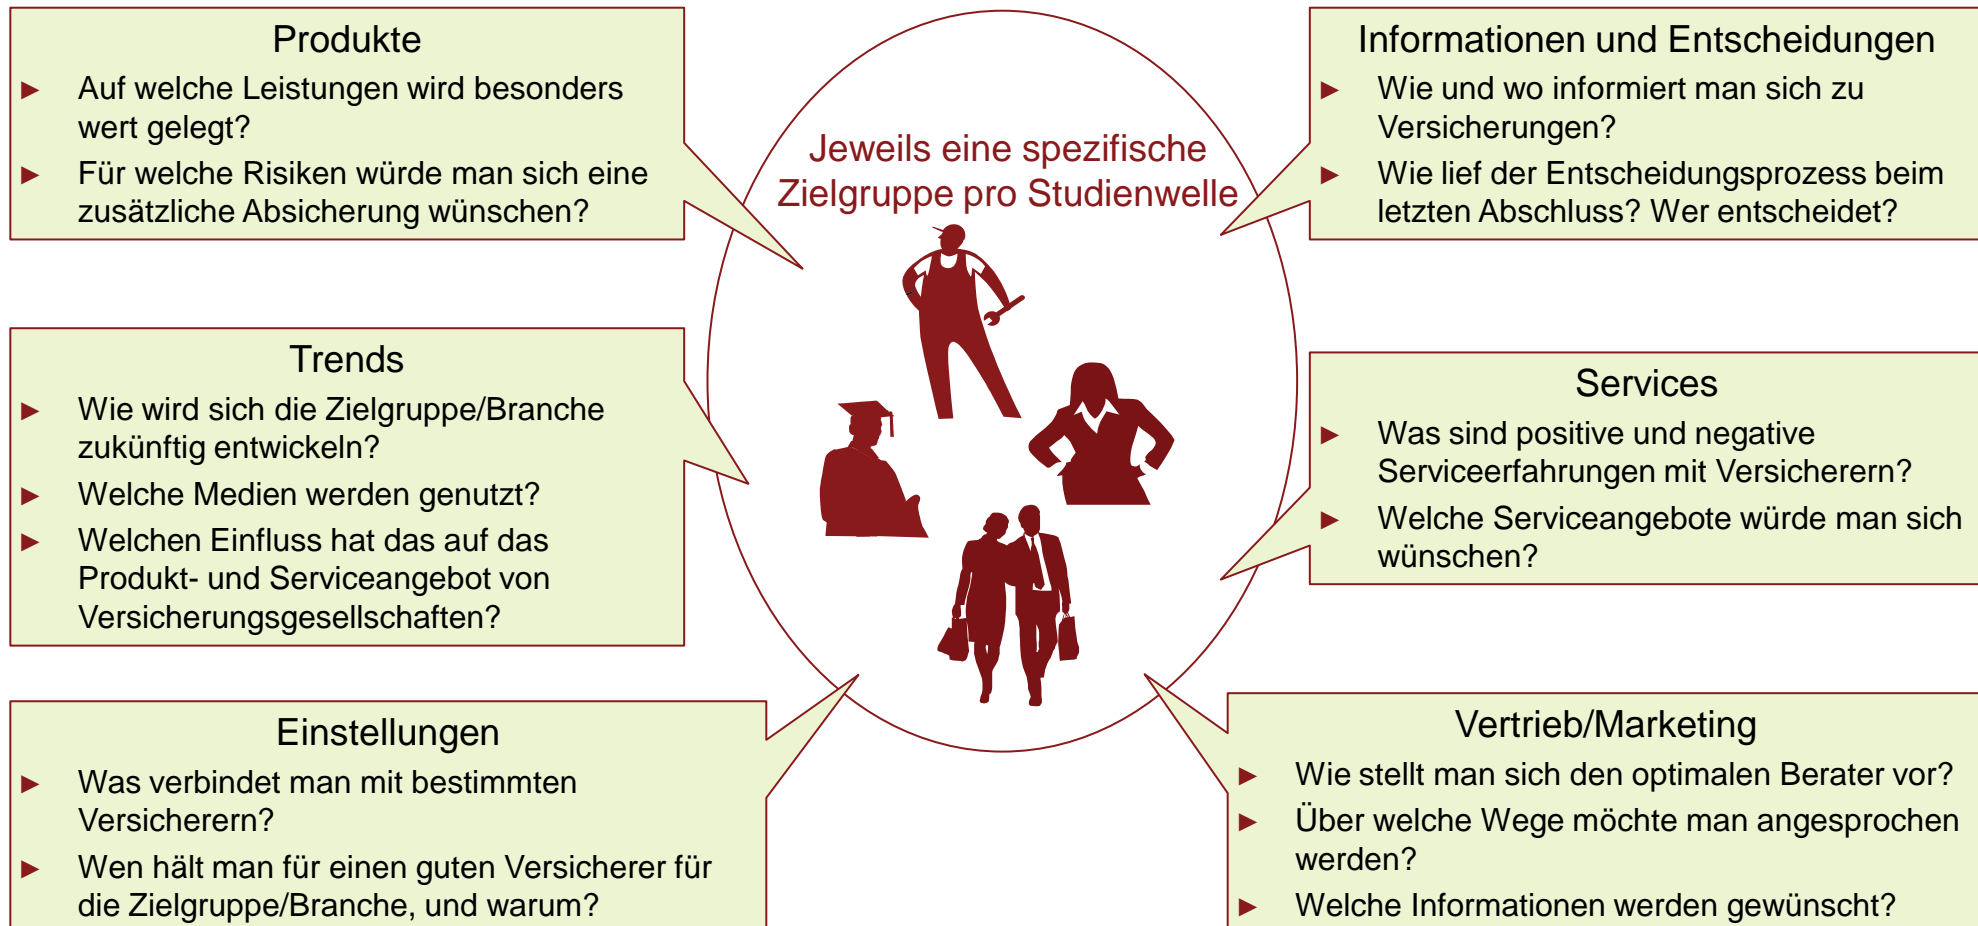 Produkte
► Auf welche Leistungen wird besonders
wert gelegt?
► Für welche Risiken würde man sich eine
zusätzliche Absicherung wünschen?
Trends
► Wie wird sich die Zielgruppe/Branche
zukünftig entwickeln?
► Welche Medien werden genutzt?
► Welchen Einfluss hat das auf das
Produkt- und Serviceangebot von
Versicherungsgesellschaften?
Einstellungen
► Was verbindet man mit bestimmten
Versicherern?
► Wen hält man für einen guten Versicherer für
die Zielgruppe/Branche, und warum?
Jeweils eine spezifische
Zielgruppe pro Studienwelle
Informationen und Entscheidungen
► Wie und wo informiert man sich zu
Versicherungen?
► Wie lief der Entscheidungsprozess beim
letzten Abschluss? Wer entscheidet?
Services
► Was sind positive und negative
Serviceerfahrungen mit Versicherern?
► Welche Serviceangebote würde man sich
wünschen?
Vertrieb/Marketing
► Wie stellt man sich den optimalen Berater vor?
► Über welche Wege möchte man angesprochen
werden?
► Welche Informationen werden gewünscht?